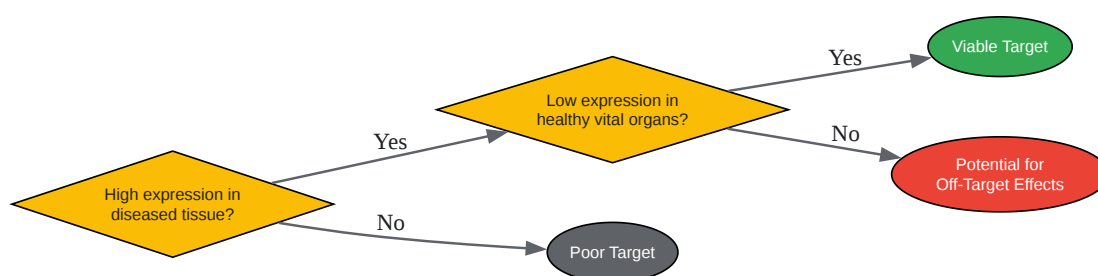 High expression in
diseased tissue?
Yes
No
Low expression in
healthy vital organs?
Poor Target
Yes
No
Viable Target
Potential for
Off-Target Effects